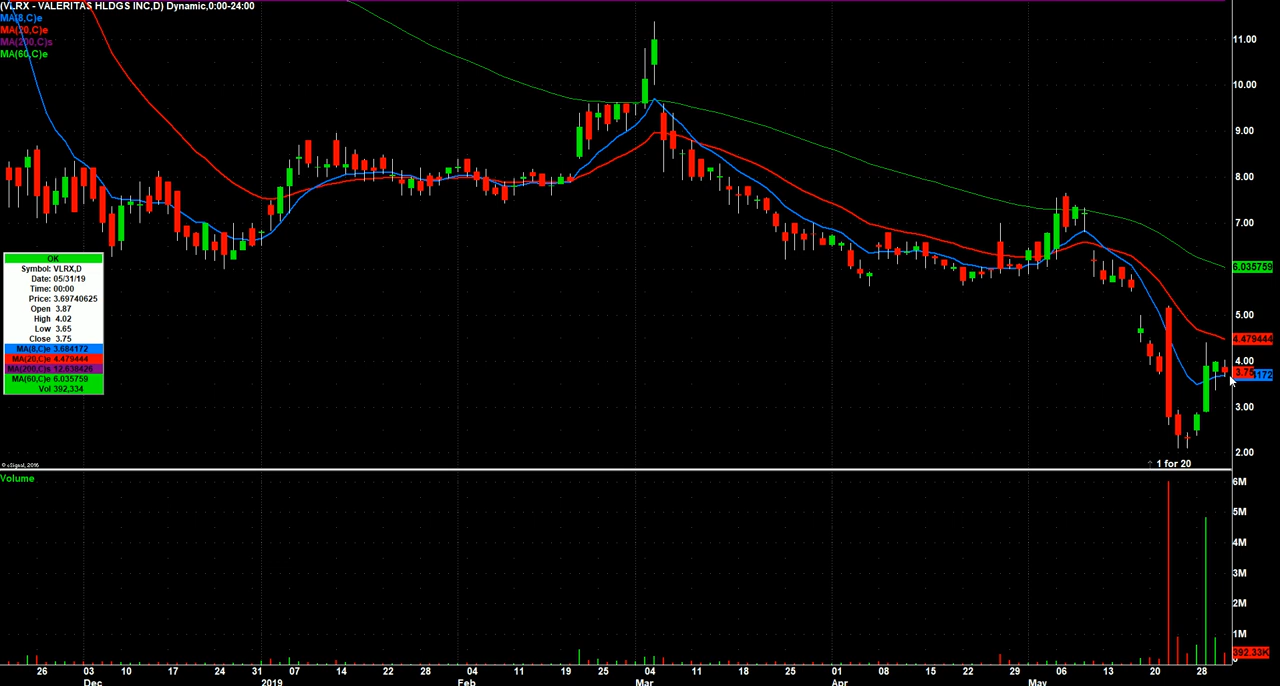 (VLRX - VALERITAS HLDGS INC,D) Dynamic,0:00-24:00
MA(8,C)e
MA(20,C)e
MA(200,C)s
MA(60,C)e
11.00
10.00
9.00
8.00
7.00
6.035759
5.00
4.479444
4.00
3.75
172
3.00
2.00
OK
Symbol: VLRX,D
Date: 05/31/19
Time: 00:00
Price: 3.69740625
Open 3.87
High 4.02
Low 3.65
Close 3.75
MA(8,C)e 3.684172
MA(20,C)e 4.479444
MA(200,C)s 12.638426
MA(60,C)e 6.035759
Vol 392,334
© eSignal, 2016
↑ 1 for 20
Volume
6M
5M
4M
3M
2M
1M
392.33K
0
26 03 10 17 24 31 07 14 22 28 04 11 19 25 04 11 18 25 01 08 15 22 29 06 13 20 28
Dec 2019 Feb Mar Apr May